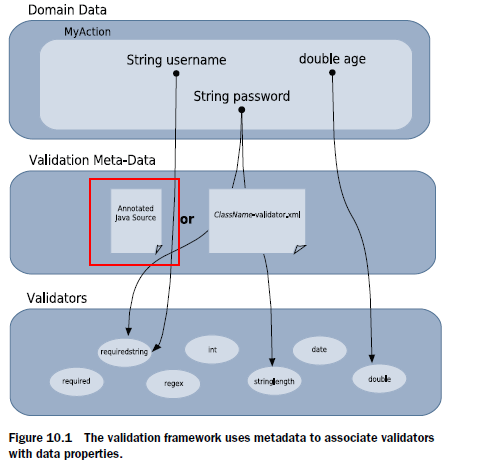 Domain Data
MyAction
String username
double age
String password
Validation Meta-Data
Annotated
Java Source
or
ClassName-validator.xml
Validators
requiredstring
int
date
required
regex
stringlength
double
Figure 10.1 The validation framework uses metadata to associate validators
with data properties.